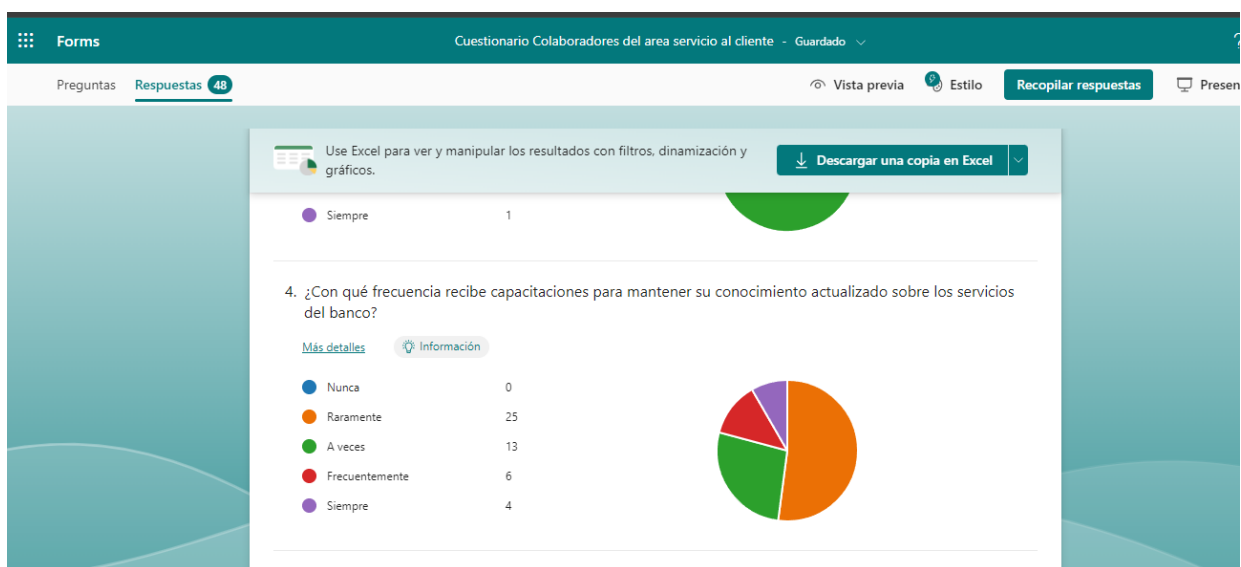 Forms
Cuestionario Colaboradores del area servicio al cliente - Guardado
?
Preguntas
Respuestas 48
Vista previa
Estilo
Recopilar respuestas
Presen
Use Excel para ver y manipular los resultados con filtros, dinamización y
gráficos.
Descargar una copia en Excel
Siempre 1
4. ¿Con qué frecuencia recibe capacitaciones para mantener su conocimiento actualizado sobre los servicios
del banco?
Más detalles
Información
Nunca 0
Raramente 25
A veces 13
Frecuentemente 6
Siempre 4